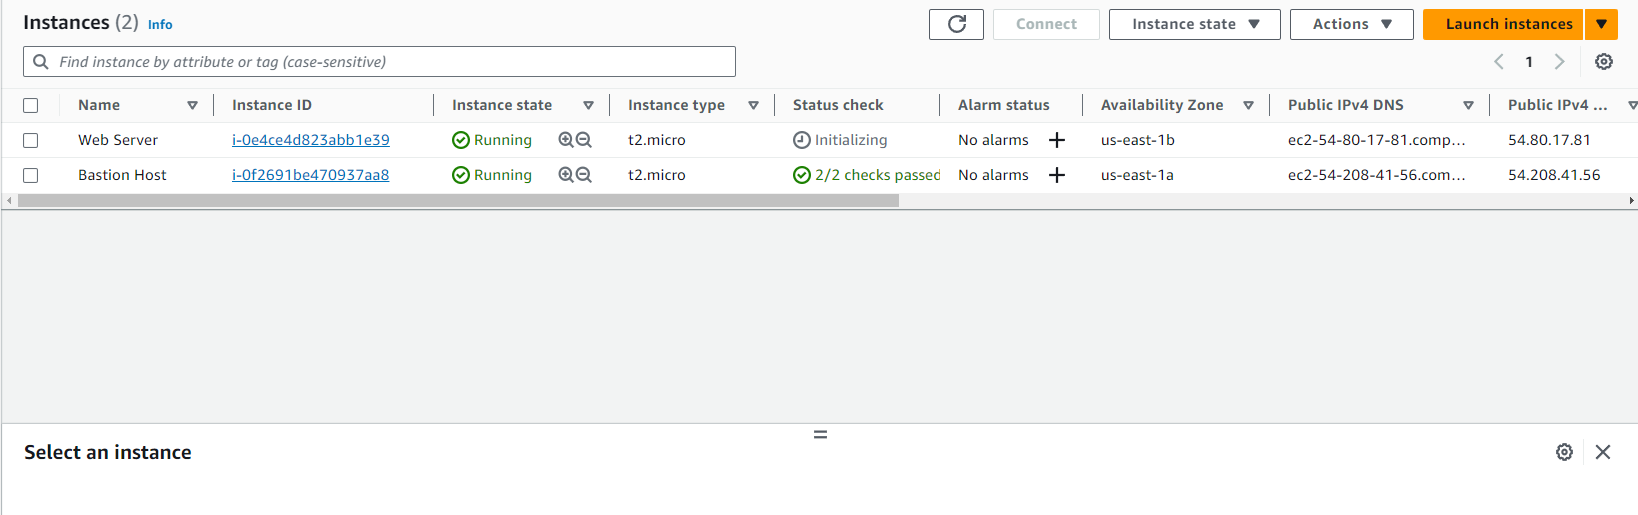 Instances (2) Info Connect Instance state Actions Launch instances
Find instance by attribute or tag (case-sensitive) 1
Name Instance ID Instance state Instance type Status check Alarm status Availability Zone Public IPv4 DNS Public IPv4 ...
Web Server i-0e4ce4d823abb1e39 Running t2.micro Initializing No alarms us-east-1b ec2-54-80-17-81.comp... 54.80.17.81
Bastion Host i-0f2691be470937aa8 Running t2.micro 2/2 checks passed No alarms us-east-1a ec2-54-208-41-56.com... 54.208.41.56
Select an instance